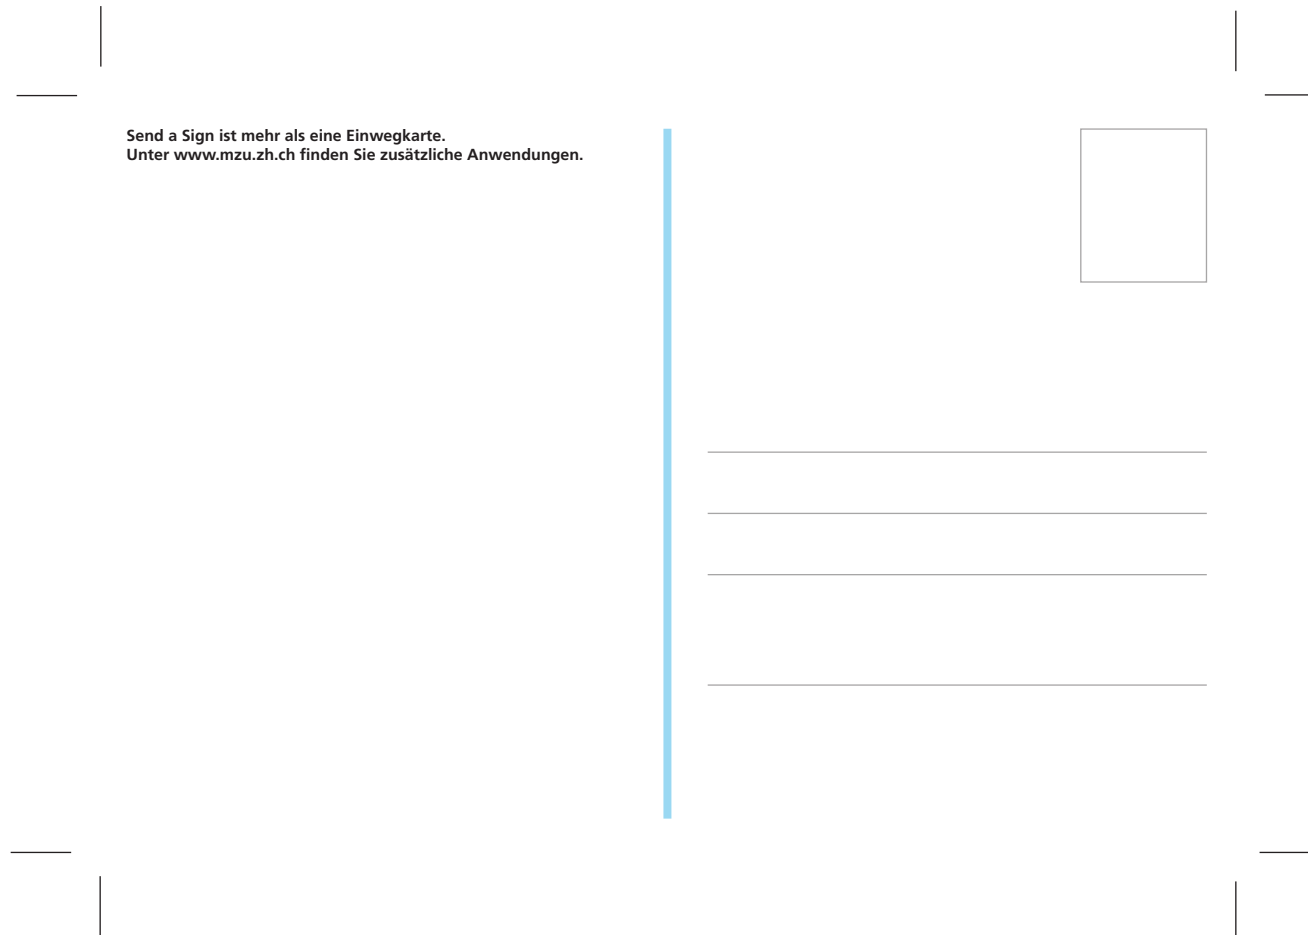 Send a Sign ist mehr als eine Einwegkarte.
Unter www.mzu.zh.ch finden Sie zusätzliche Anwendungen.